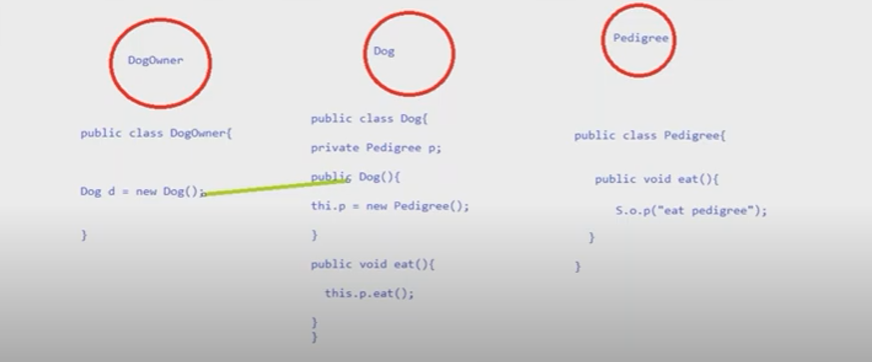 DogOwner
public class DogOwner{
Dog d = new Dog();
}
Dog
public class Dog{
private Pedigree p;
public Dog(){
thi.p = new Pedigree();
}
public void eat(){
this.p.eat();
}
}
Pedigree
public class Pedigree{
public void eat(){
S.o.p("eat pedigree");
}
}